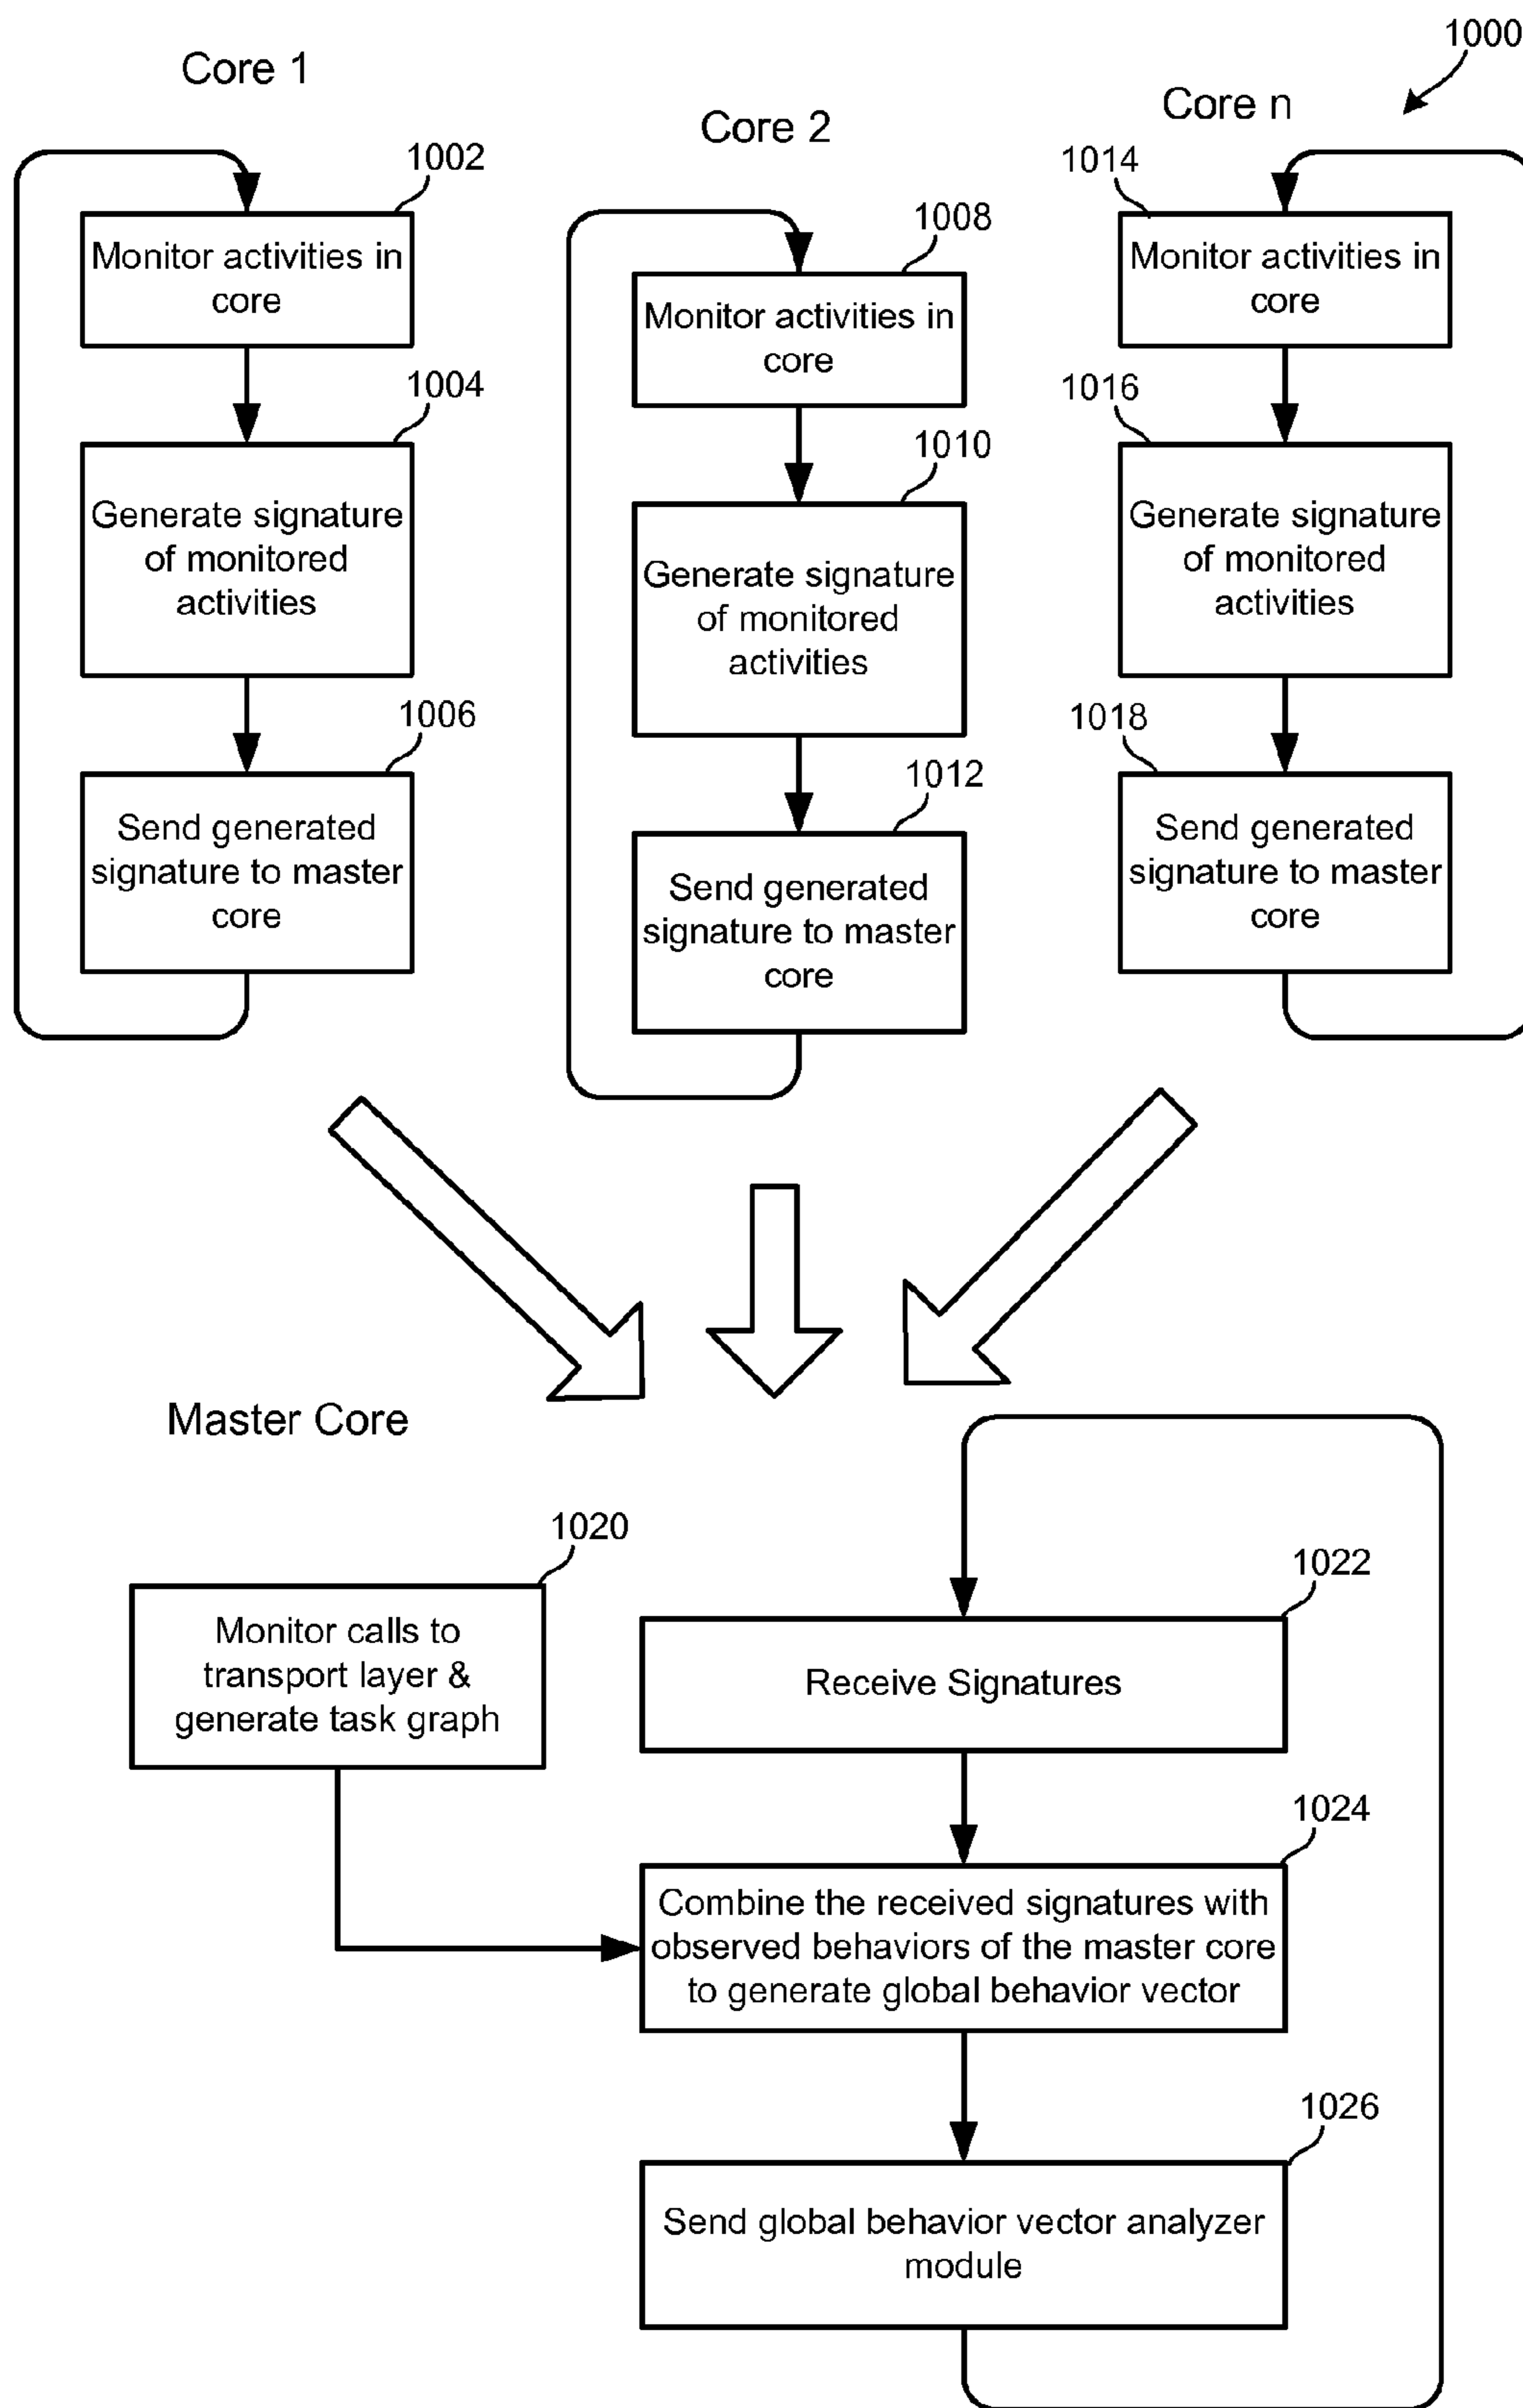 1000
Core 1
1002
Monitor activities in
core
1004
Generate signature
of monitored
activities
1006
Send generated
signature to master
core
Core 2
1008
Monitor activities in
core
1010
Generate signature
of monitored
activities
1012
Send generated
signature to master
core
Core n
1014
Monitor activities in
core
1016
Generate signature
of monitored
activities
1018
Send generated
signature to master
core
Master Core
1020
Monitor calls to
transport layer &
generate task graph
1022
Receive Signatures
1024
Combine the received signatures with
observed behaviors of the master core
to generate global behavior vector
1026
Send global behavior vector analyzer
module